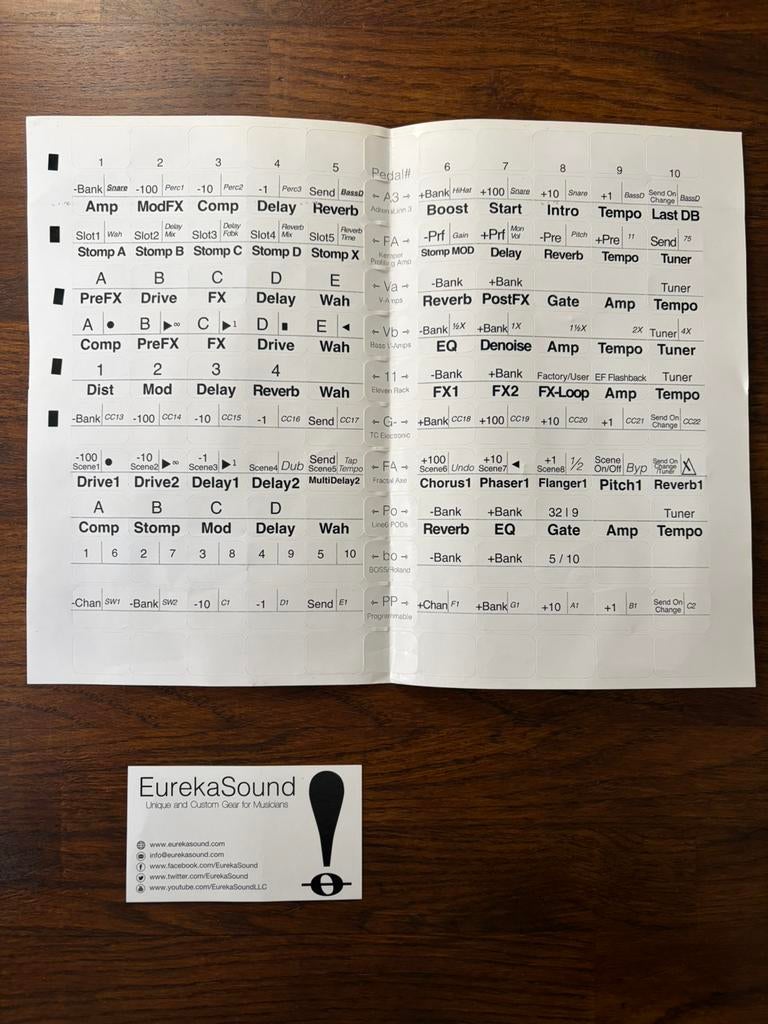 1 2 3 4 5 Pedal# 6 7 8 9 10
-Bank Snare -100 Perc1 -10 Perc2 -1 Perc3 Send BassD ← A3 → +Bank HiHat +100 Snare +10 Snare +1 BassD Send On Change BassD
Amp ModFX Comp Delay Reverb Adrenalinn 3 Boost Start Intro Tempo Last DB
Slot1 Wah Slot2 Delay Mix Slot3 Delay Fdbk Slot4 Reverb Mix Slot5 Reverb Time ← PA → -Prf Gain +Prf Mon Vol -Pre Pitch +Pre 11 Send 75
Stomp A Stomp B Stomp C Stomp D Stomp X Kemper Profiling Amp Stomp MOD Delay Reverb Tempo Tuner
A B C D E ← Va → -Bank +Bank Tuner
PreFX Drive FX Delay Wah V-Amps Reverb PostFX Gate Amp Tempo
A ● B ▶∞ C ▶1 D ■ E ◀ ← Vb → -Bank ½X +Bank 1X 1½X 2X Tuner 4X
Comp PreFX FX Drive Wah Bass V-Amps EQ Denoise Amp Tempo Tuner
1 2 3 4 ← 11 → -Bank +Bank Factory/User EF Flashback Tuner
Dist Mod Delay Reverb Wah Eleven Rack FX1 FX2 FX-Loop Amp Tempo
-Bank CC13 -100 CC14 -10 CC15 -1 CC16 Send CC17 ← G- → +Bank CC18 +100 CC19 +10 CC20 +1 CC21 Send On Change CC22
TC Electronic
-100 Scene1 ● -10 Scene2 ▶∞ -1 Scene3 ▶1 Scene4 Dub Send Scene5 Tap Tempo ← FA → +100 Scene6 Undo +10 Scene7 ◀ +1 Scene8 1/2 Scene On/Off Byp Send On Change /Tuner
Drive1 Drive2 Delay1 Delay2 MultiDelay2 Fractal Axe Chorus1 Phaser1 Flanger1 Pitch1 Reverb1
A B C D ← Po → -Bank +Bank 32 | 9 Tuner
Comp Stomp Mod Delay Wah Line6 PODs Reverb EQ Gate Amp Tempo
1 6 2 7 3 8 4 9 5 10 ← bo → -Bank +Bank 5 / 10
BOSS/Roland
-Chan SW1 -Bank SW2 -10 C1 -1 D1 Send E1 ← PP → +Chan F1 +Bank G1 +10 A1 +1 B1 Send On Change C2
Programmable
EurekaSound
Unique and Custom Gear for Musicians
www.eurekasound.com
info@eurekasound.com
www.facebook.com/EurekaSound
www.twitter.com/EurekaSound
www.youtube.com/EurekaSoundLLC